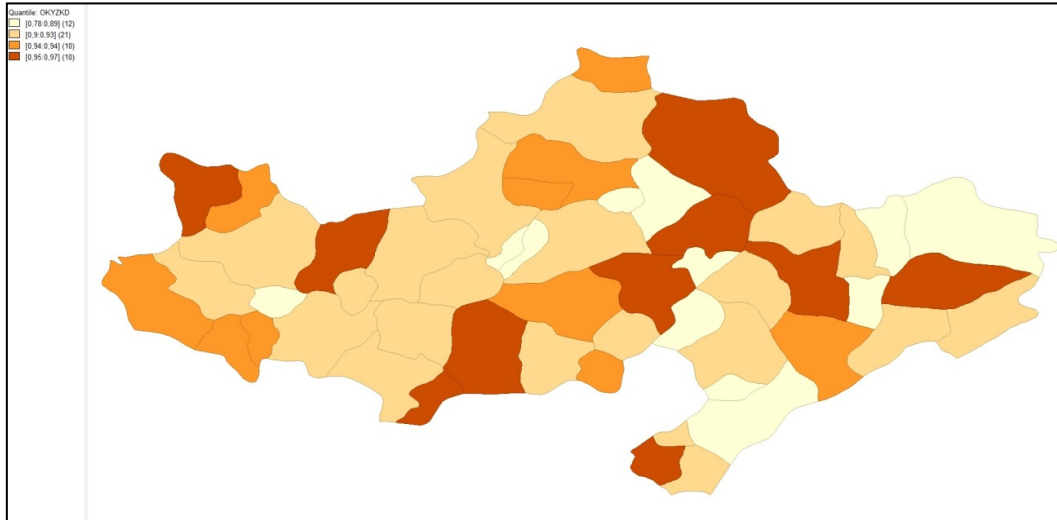 Quantile: OKYZKD
[0,78:0,89] (12)
[0,9:0,93] (21)
[0,94:0,94] (10)
[0,95:0,97] (10)